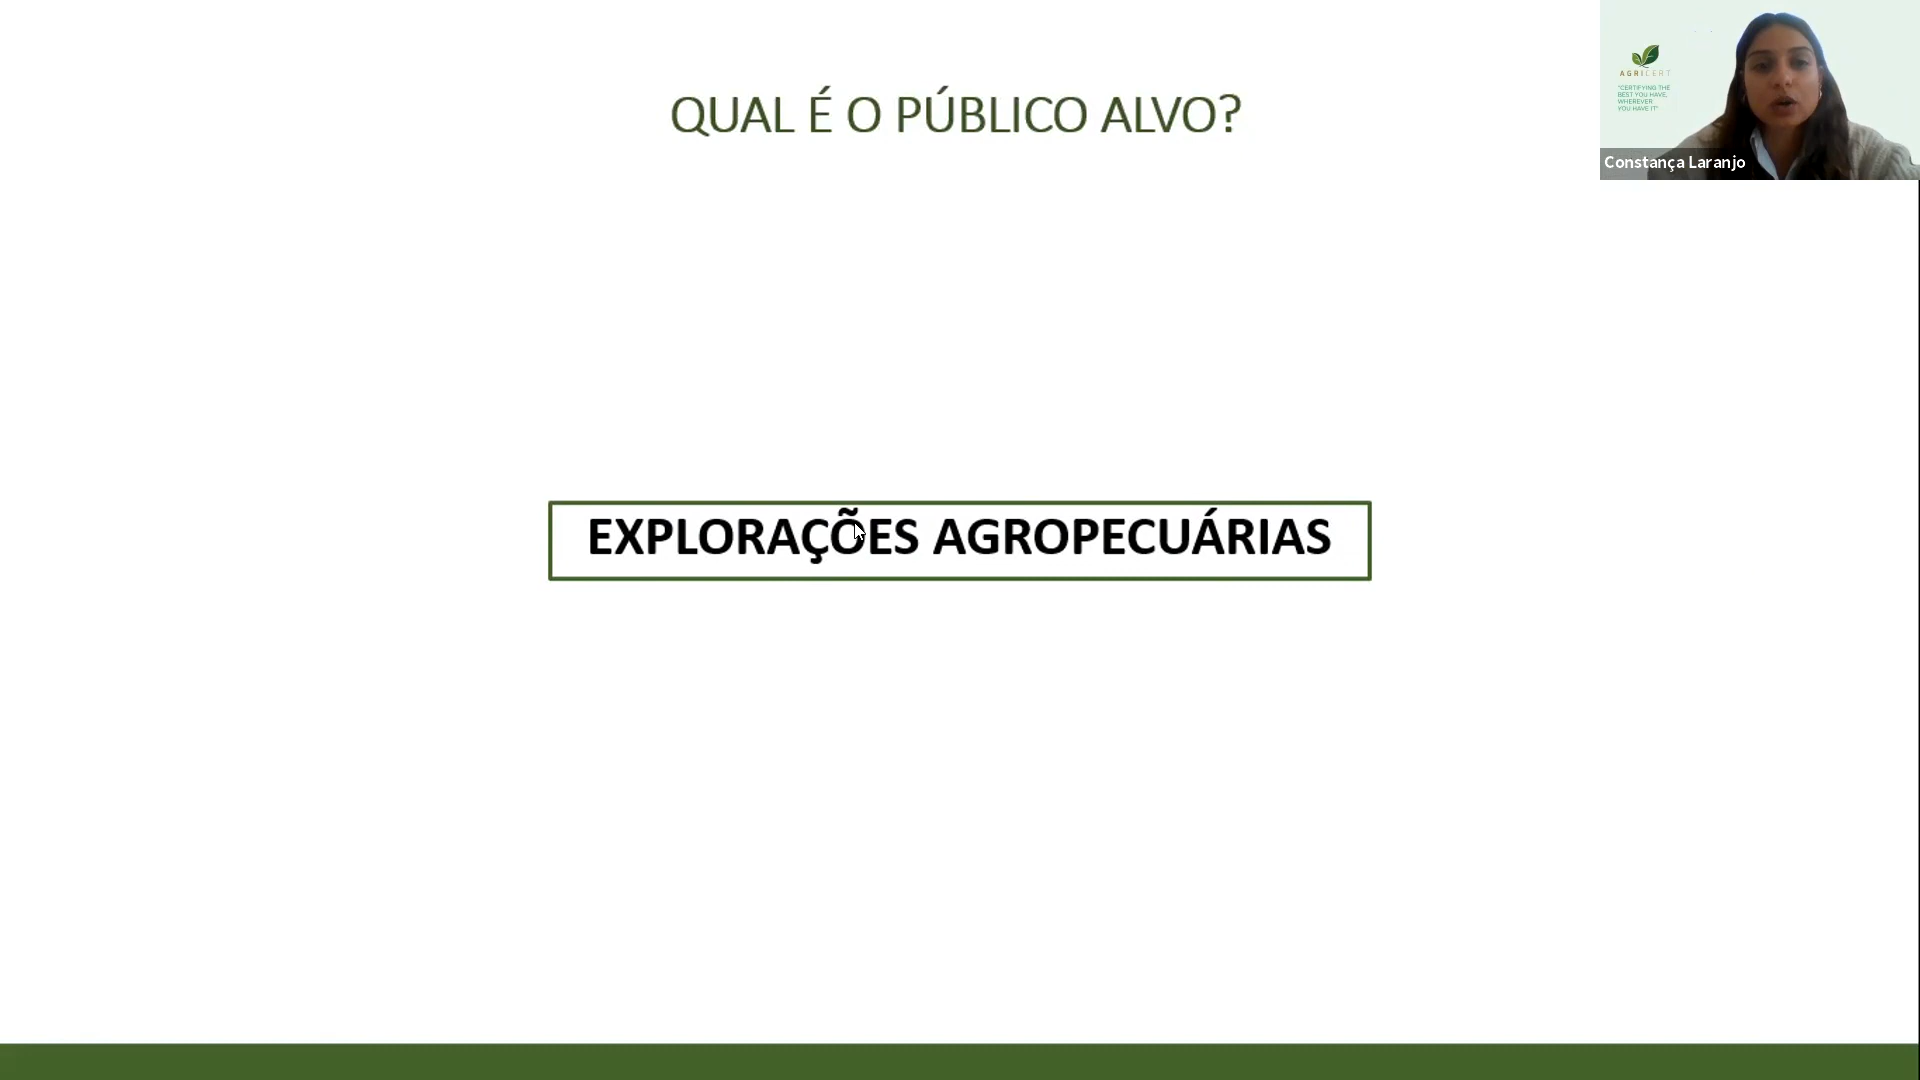 QUAL É O PÚBLICO ALVO?
AGRICERT
"CERTIFYING THE
BEST YOU HAVE,
WHEREVER
YOU HAVE IT"
Constança Laranjo
EXPLORAÇÕES AGROPECUÁRIAS